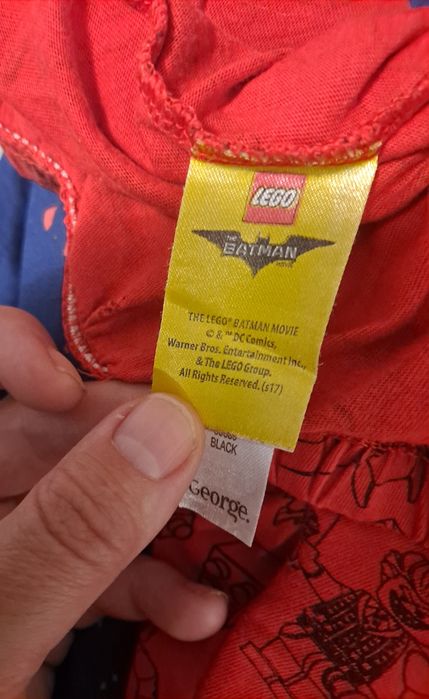 LEGO
THE
BATMAN
MOVIE
THE LEGO® BATMAN MOVIE
© & ™ DC Comics,
Warner Bros. Entertainment Inc.,
& The LEGO Group.
All Rights Reserved. (s17)
BLACK
George.